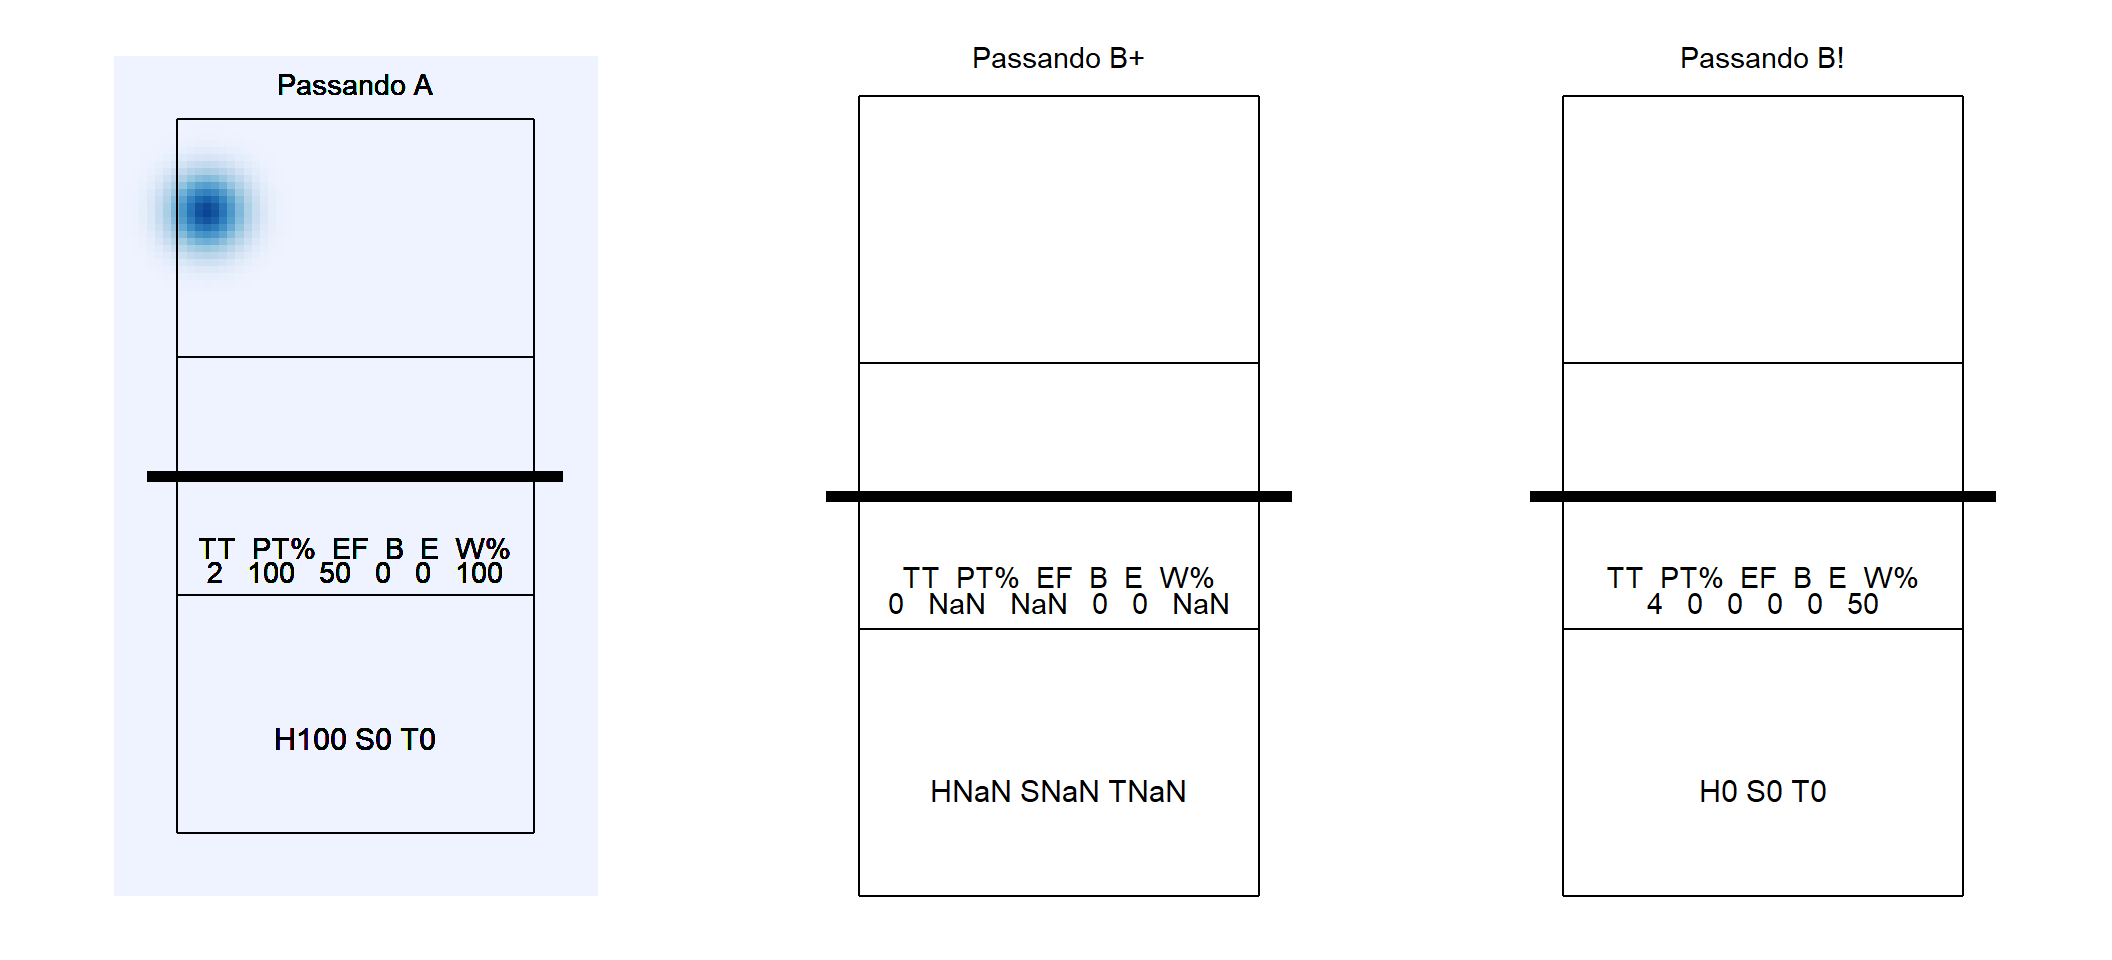 Passando A
TT PT% EF B E W%
2 100 50 0 0 100
H100 S0 T0
Passando B+
TT PT% EF B E W%
0 NaN NaN 0 0 NaN
HNaN SNaN TNaN
Passando B!
TT PT% EF B E W%
4 0 0 0 0 50
H0 S0 T0